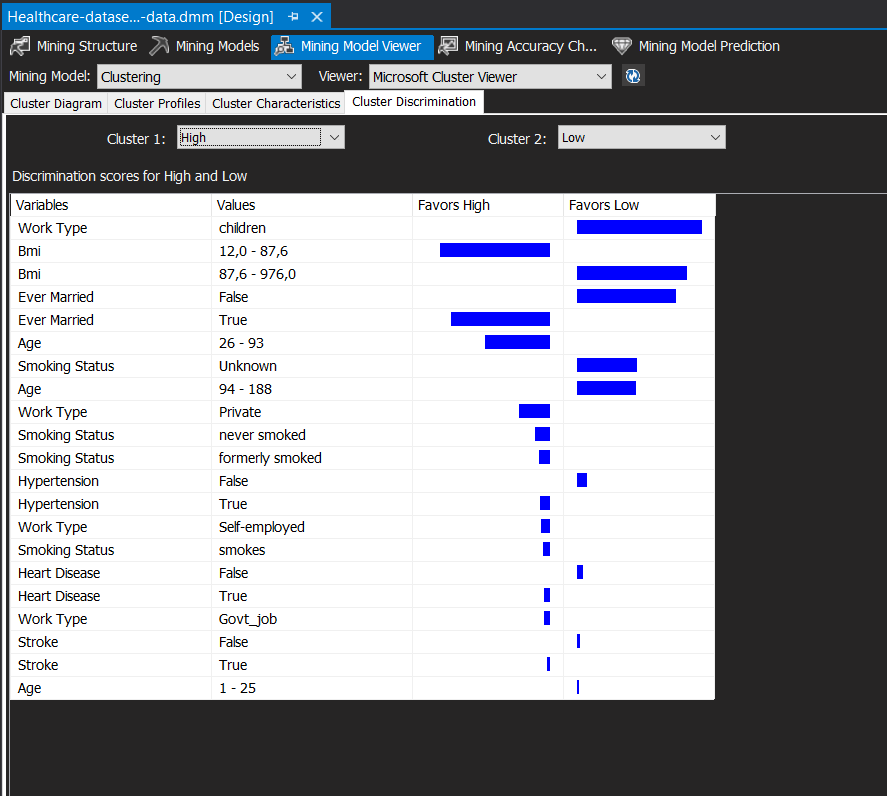 Healthcare-datase...-data.dmm [Design]
Mining Structure Mining Models Mining Model Viewer Mining Accuracy Ch... Mining Model Prediction
Mining Model: Clustering Viewer: Microsoft Cluster Viewer
Cluster Diagram Cluster Profiles Cluster Characteristics Cluster Discrimination
Cluster 1: High Cluster 2: Low
Discrimination scores for High and Low
Variables Values Favors High Favors Low
Work Type children
Bmi 12,0 - 87,6
Bmi 87,6 - 976,0
Ever Married False
Ever Married True
Age 26 - 93
Smoking Status Unknown
Age 94 - 188
Work Type Private
Smoking Status never smoked
Smoking Status formerly smoked
Hypertension False
Hypertension True
Work Type Self-employed
Smoking Status smokes
Heart Disease False
Heart Disease True
Work Type Govt_job
Stroke False
Stroke True
Age 1 - 25